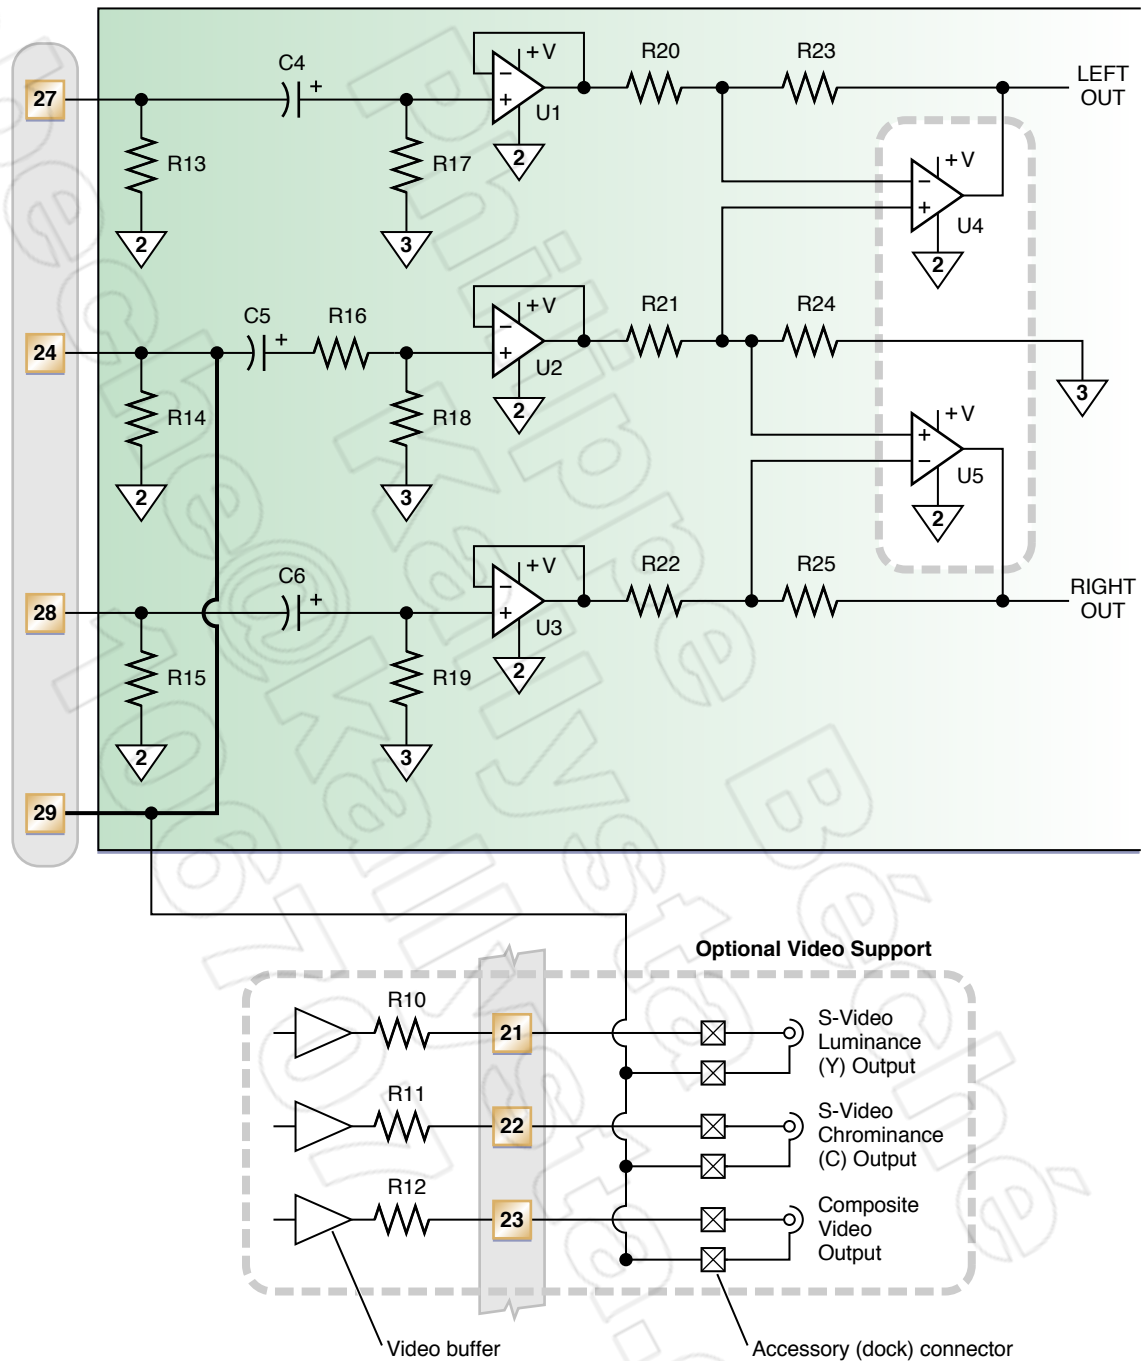 27
C4
+
R13
2
R17
3
+V
−
+
U1
2
R20
R23
LEFT
OUT
+V
−
+
U4
2
24
C5
+
R16
R14
2
R18
3
+V
−
+
U2
2
R21
R24
3
+V
+
−
U5
2
28
C6
+
R15
2
R19
3
+V
−
+
U3
2
R22
R25
RIGHT
OUT
29
Optional Video Support
R10
21
S-Video
Luminance
(Y) Output
R11
22
S-Video
Chrominance
(C) Output
R12
23
Composite
Video
Output
Video buffer
Accessory (dock) connector
Philippe Kallysta Béché